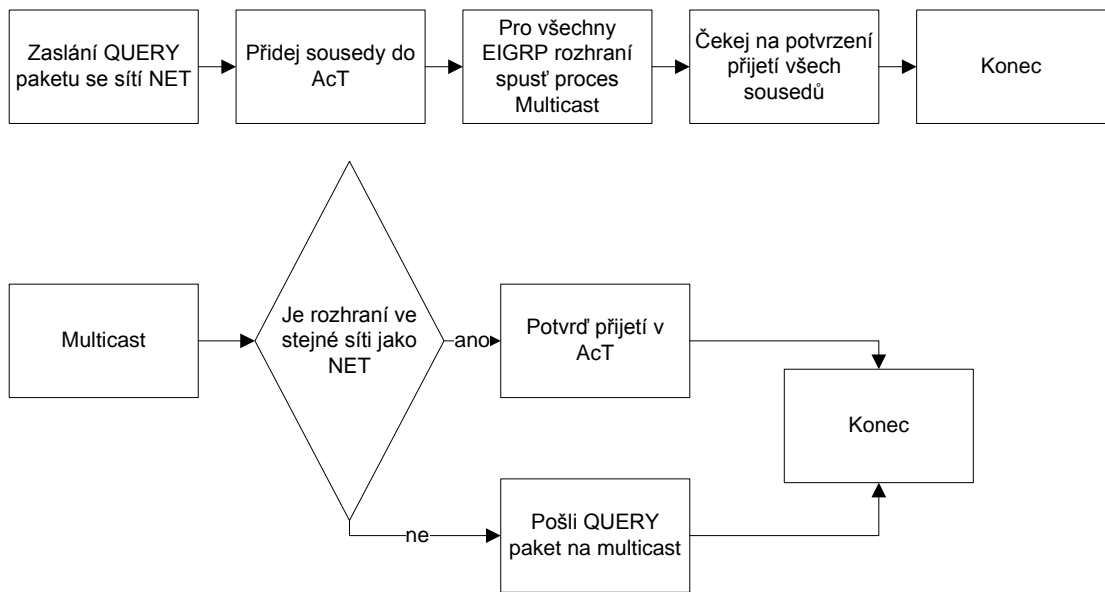 Zaslání QUERY
paketu se sítí NET
Přidej sousedy do
AcT
Pro všechny
EIGRP rozhraní
spusť proces
Multicast
Čekej na potvrzení
přijetí všech
sousedů
Konec
Multicast
Je rozhraní ve
stejné síti jako
NET
ano
Potvrď přijetí v
AcT
Konec
ne
Pošli QUERY
paket na multicast